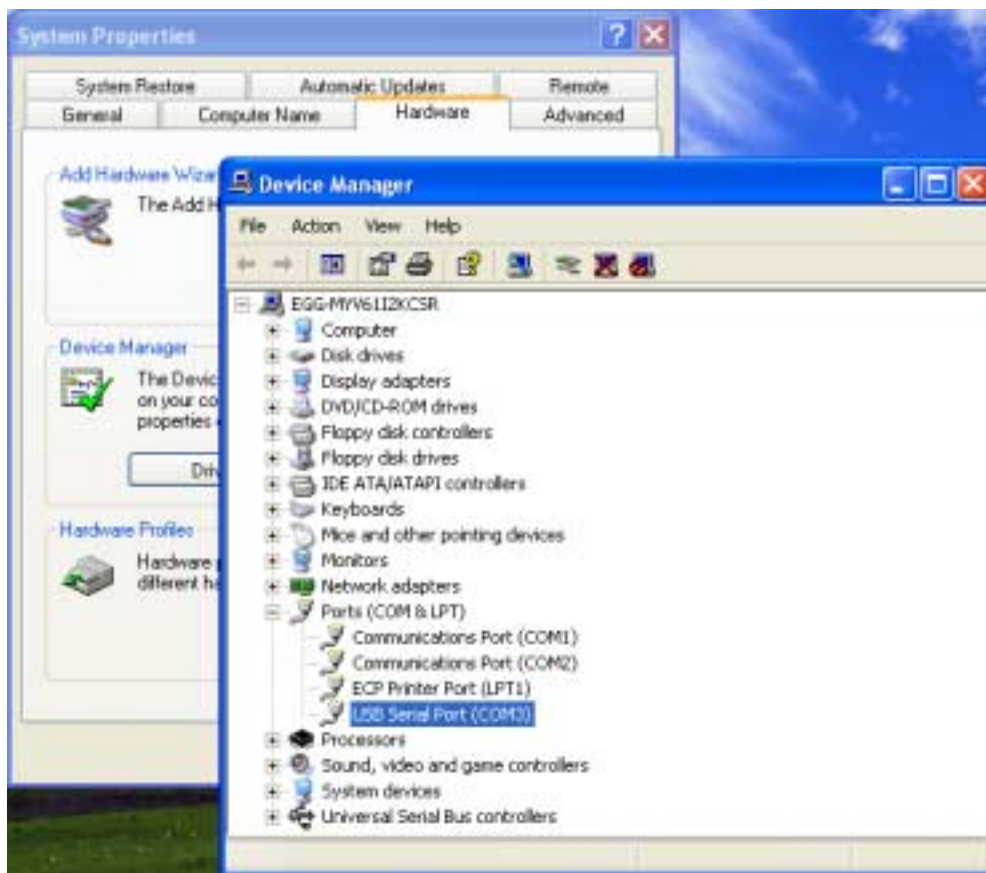 System Properties
System Restore
Automatic Updates
Remote
General
Computer Name
Hardware
Advanced
Add Hardware Wizar
The Add H
Device Manager
The Devic
on your co
properties
Driv
Hardware Profiles
Hardware p
different ha
Device Manager
File Action View Help
EGG-MYV61I2KCSR
Computer
Disk drives
Display adapters
DVD/CD-ROM drives
Floppy disk controllers
Floppy disk drives
IDE ATA/ATAPI controllers
Keyboards
Mice and other pointing devices
Monitors
Network adapters
Ports (COM & LPT)
Communications Port (COM1)
Communications Port (COM2)
ECP Printer Port (LPT1)
USB Serial Port (COM3)
Processors
Sound, video and game controllers
System devices
Universal Serial Bus controllers